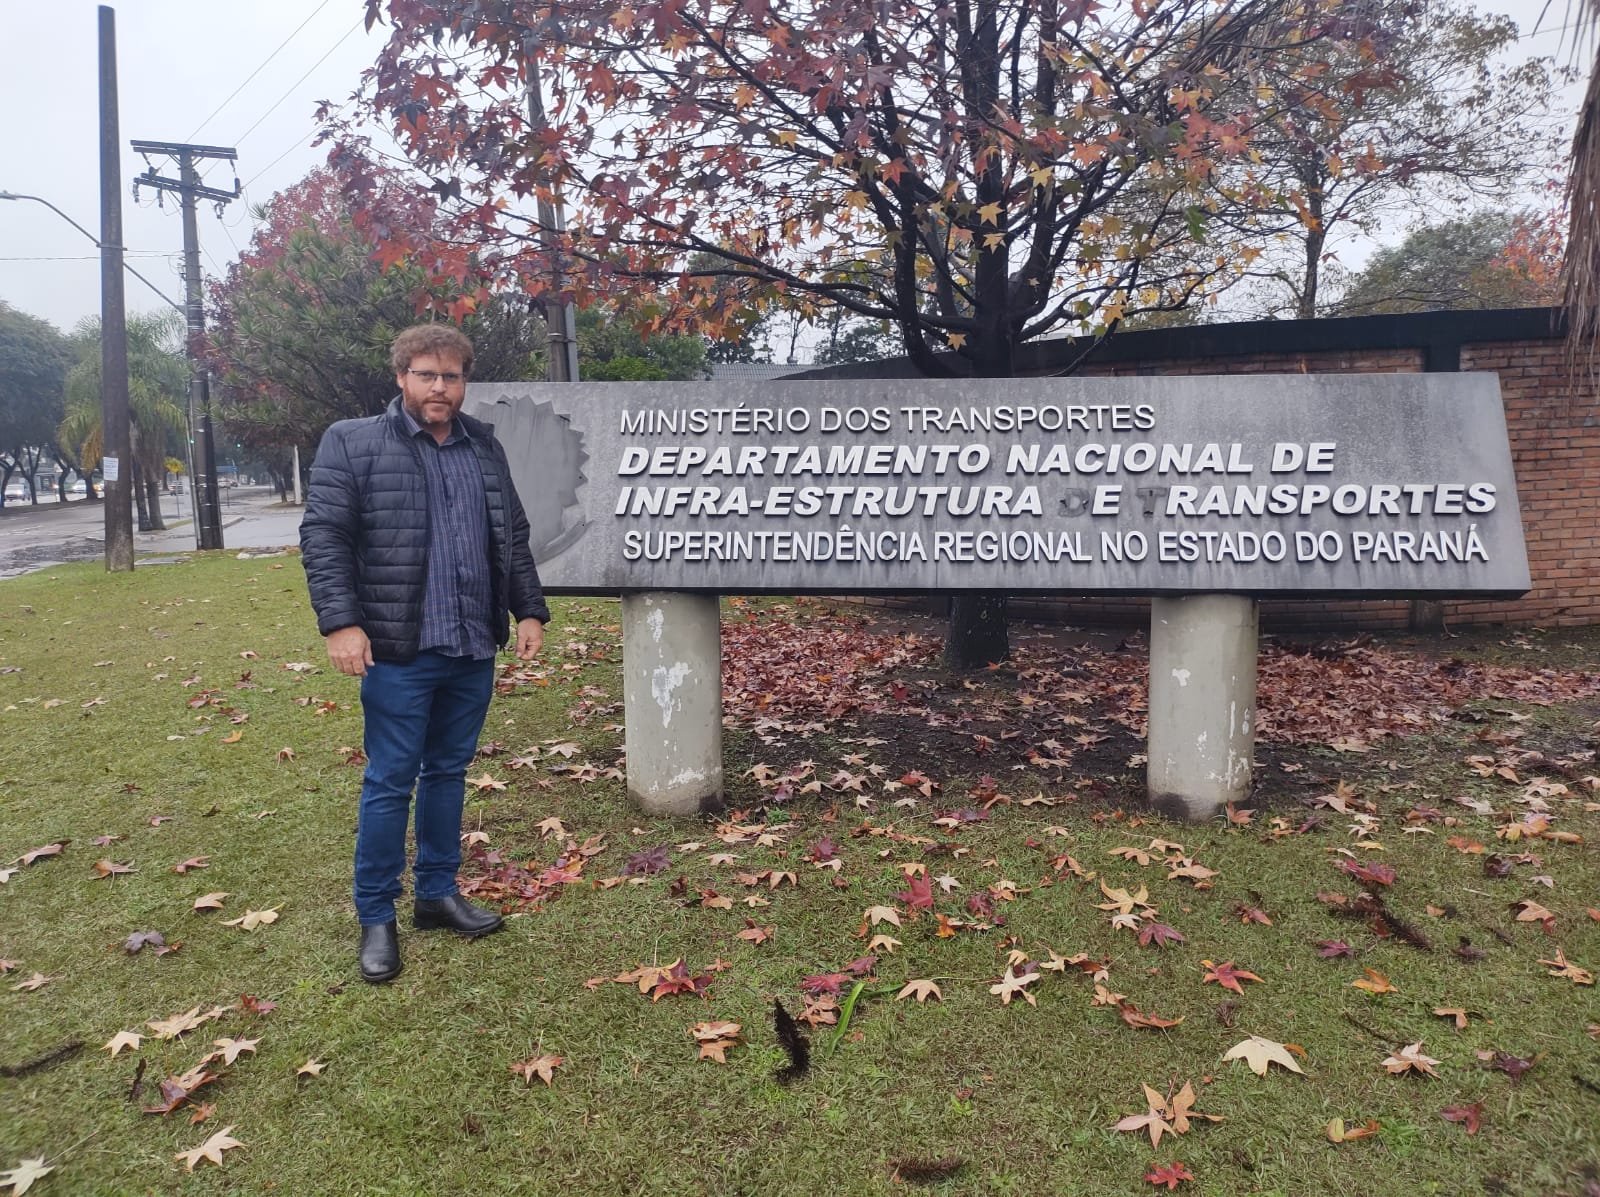 MINISTÉRIO DOS TRANSPORTES
DEPARTAMENTO NACIONAL DE
INFRA-ESTRUTURA DE TRANSPORTES
SUPERINTENDÊNCIA REGIONAL NO ESTADO DO PARANÁ